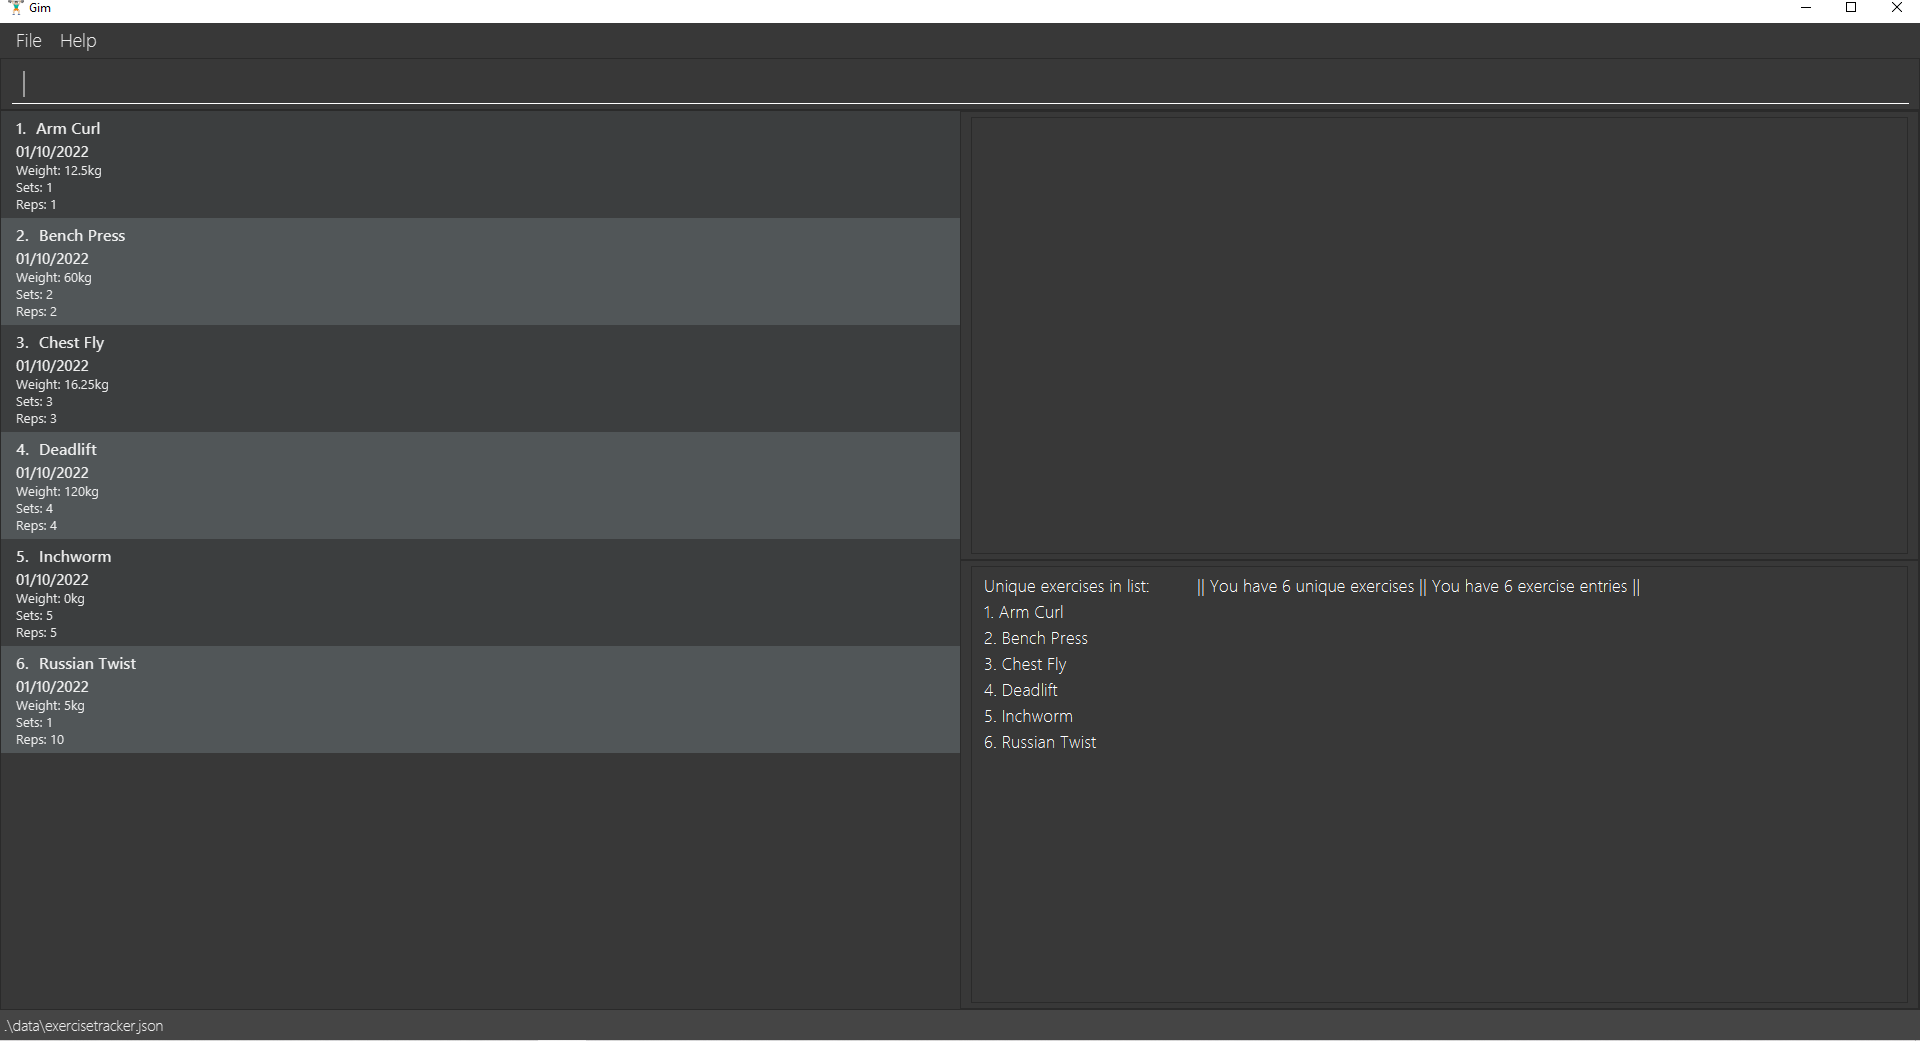 Gim
File Help
1. Arm Curl
01/10/2022
Weight: 12.5kg
Sets: 1
Reps: 1
2. Bench Press
01/10/2022
Weight: 60kg
Sets: 2
Reps: 2
3. Chest Fly
01/10/2022
Weight: 16.25kg
Sets: 3
Reps: 3
4. Deadlift
01/10/2022
Weight: 120kg
Sets: 4
Reps: 4
5. Inchworm
01/10/2022
Weight: 0kg
Sets: 5
Reps: 5
6. Russian Twist
01/10/2022
Weight: 5kg
Sets: 1
Reps: 10
Unique exercises in list: || You have 6 unique exercises || You have 6 exercise entries ||
1. Arm Curl
2. Bench Press
3. Chest Fly
4. Deadlift
5. Inchworm
6. Russian Twist
.\data\exercisetracker.json